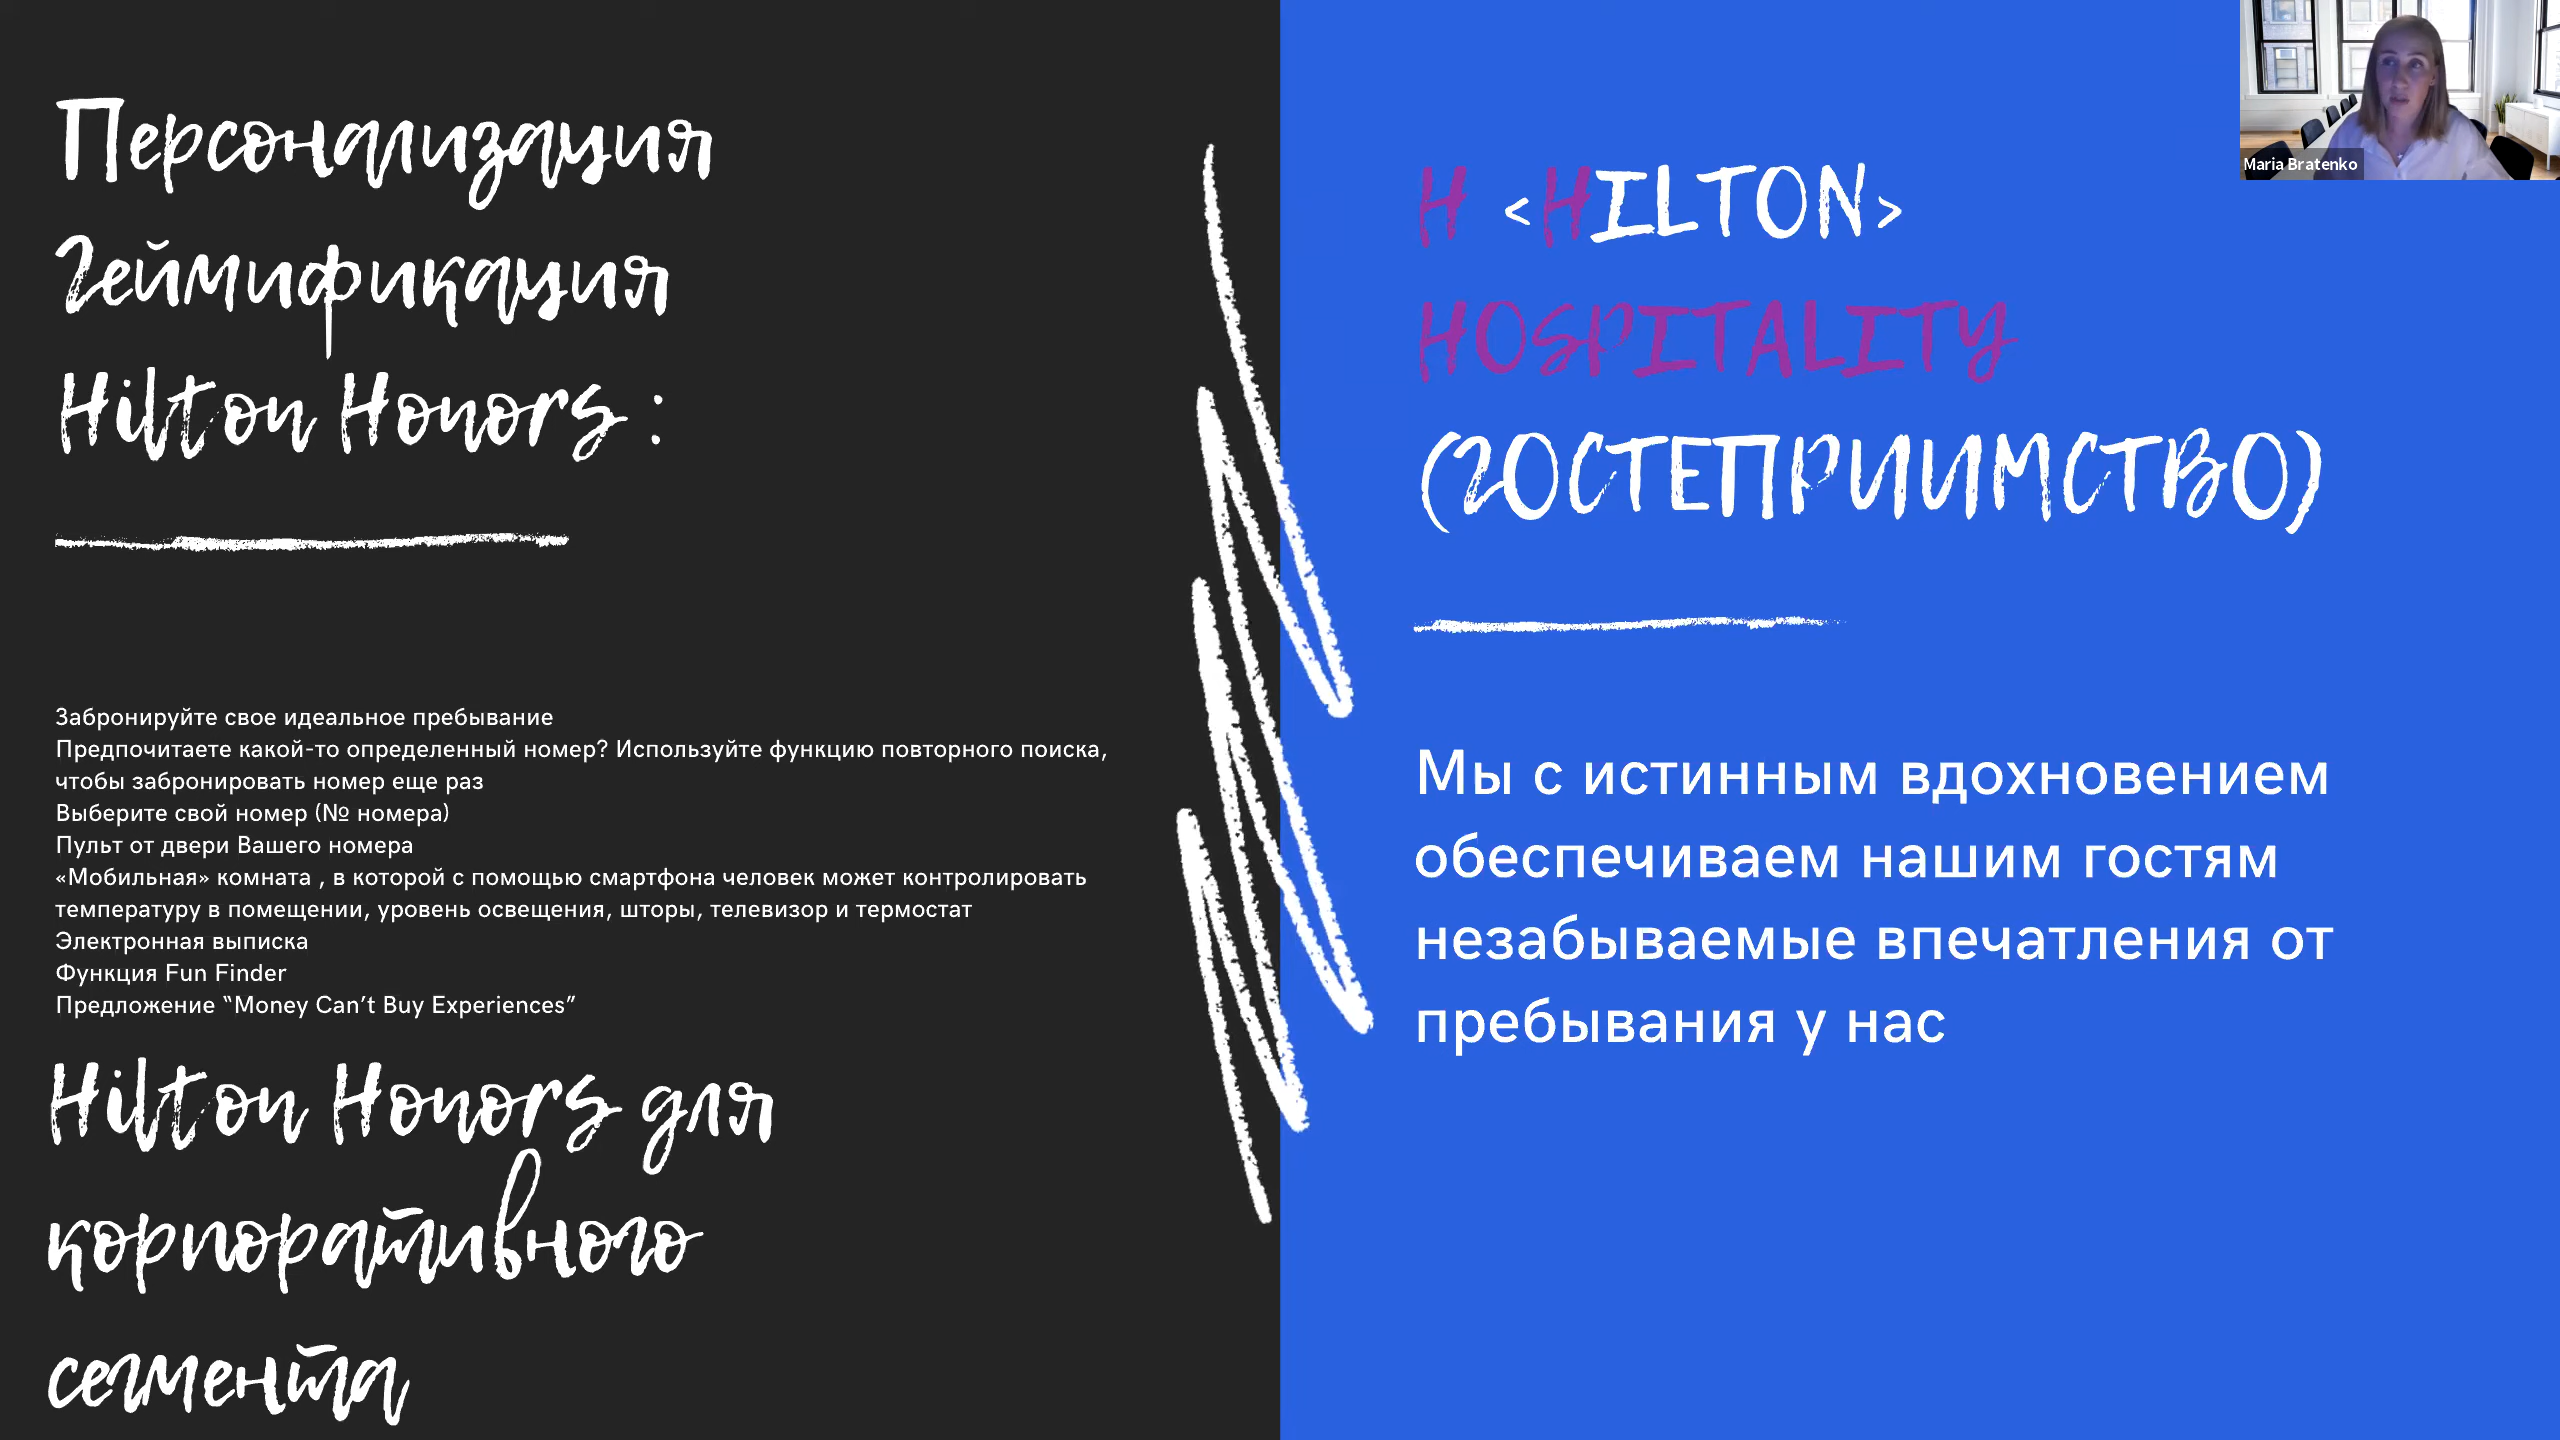 Персонализация
Геймификация
Hilton Honors :
Забронируйте свое идеальное пребывание
Предпочитаете какой-то определенный номер? Используйте функцию повторного поиска,
чтобы забронировать номер еще раз
Выберите свой номер (№ номера)
Пульт от двери Вашего номера
«Мобильная» комната , в которой с помощью смартфона человек может контролировать
температуру в помещении, уровень освещения, шторы, телевизор и термостат
Электронная выписка
Функция Fun Finder
Предложение “Money Can’t Buy Experiences”
Hilton Honors для
корпоративного
сегмента
H <HILTON>
HOSPITALITY
(ГОСТЕПРИИМСТВО)
Мы с истинным вдохновением
обеспечиваем нашим гостям
незабываемые впечатления от
пребывания у нас
Maria Bratenko